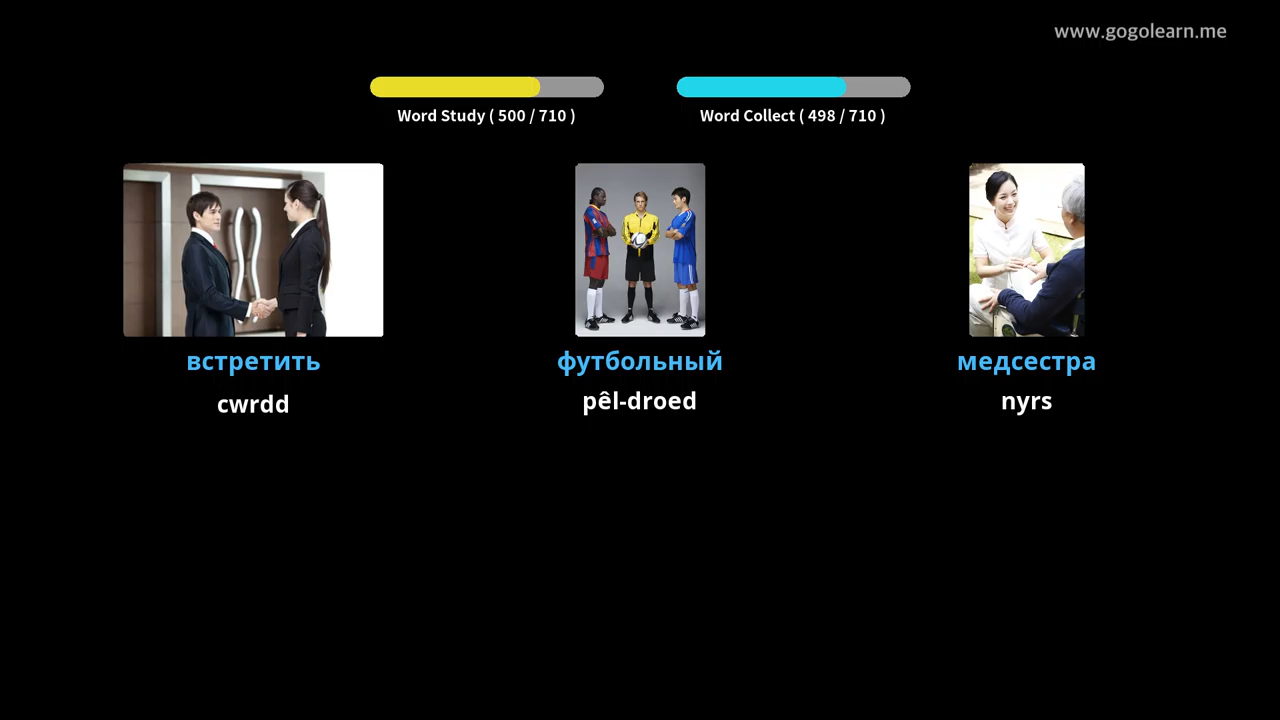 www.gogolearn.me
Word Study ( 500 / 710 )
Word Collect ( 498 / 710 )
встретить
футбольный
медсестра
cwrdd
pêl-droed
nyrs